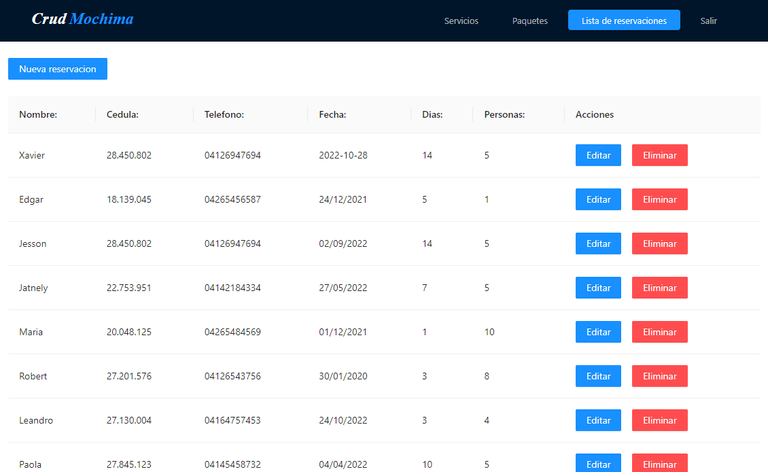 Crud Mochima Servicios Paquetes Lista de reservaciones Salir
Nueva reservacion
Nombre: Cedula: Telefono: Fecha: Dias: Personas: Acciones
Xavier 28.450.802 04126947694 2022-10-28 14 5 Editar Eliminar
Edgar 18.139.045 04265456587 24/12/2021 5 1 Editar Eliminar
Jesson 28.450.802 04126947694 02/09/2022 14 5 Editar Eliminar
Jatnely 22.753.951 04142184334 27/05/2022 7 5 Editar Eliminar
Maria 20.048.125 04265484569 01/12/2021 1 10 Editar Eliminar
Robert 27.201.576 04126543756 30/01/2020 3 8 Editar Eliminar
Leandro 27.130.004 04164757453 24/10/2022 3 4 Editar Eliminar
Paola 27.845.123 04145458732 04/04/2022 10 5 Editar Eliminar